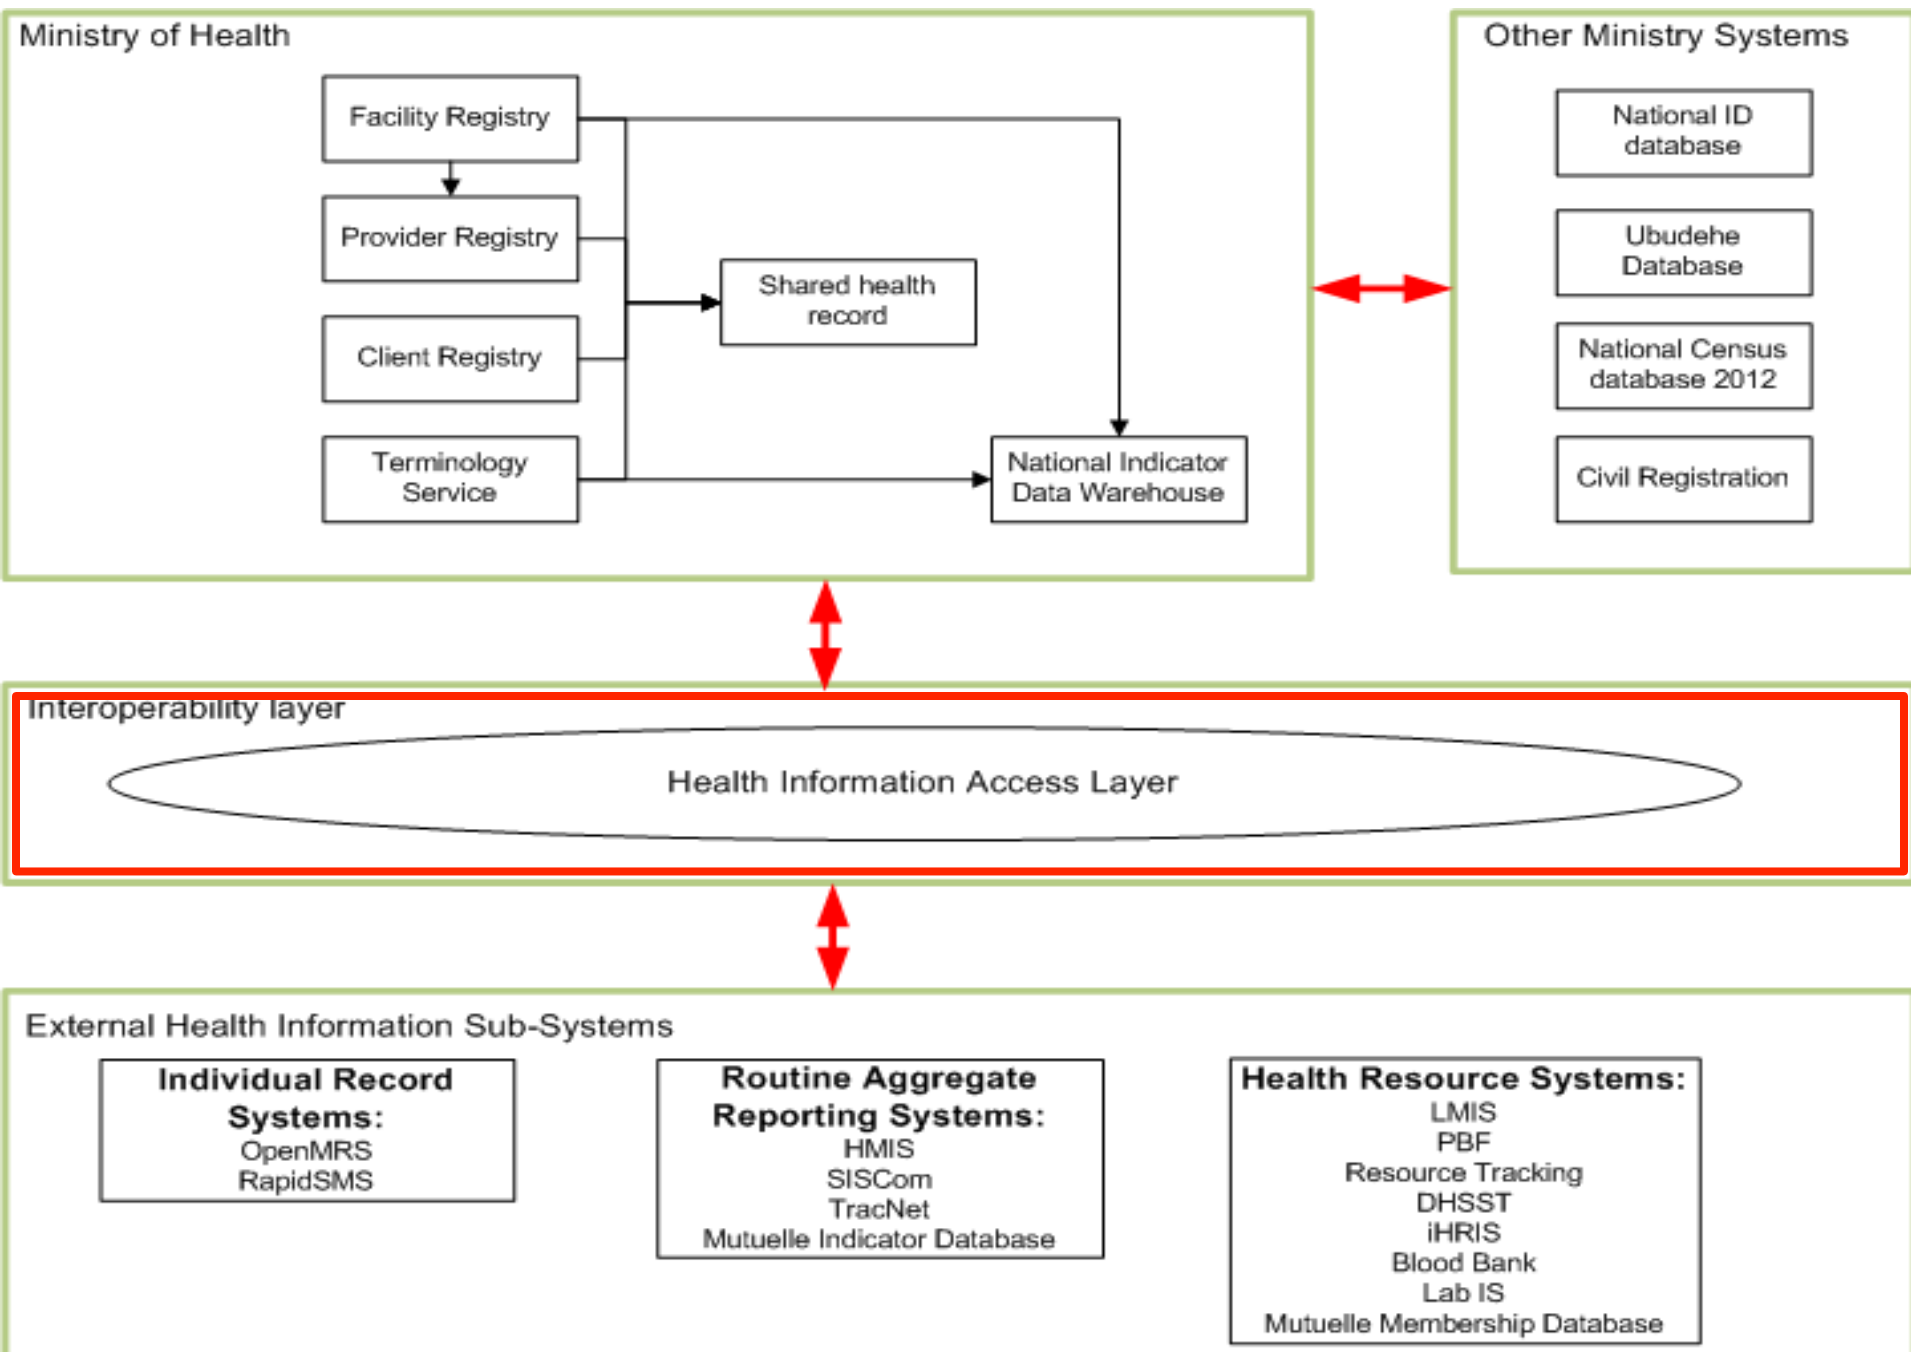 Ministry of Health
Facility Registry
Provider Registry
Client Registry
Terminology
Service
Shared health
record
National Indicator
Data Warehouse
Other Ministry Systems
National ID
database
Ubudehe
Database
National Census
database 2012
Civil Registration
Interoperability layer
Health Information Access Layer
External Health Information Sub-Systems
Individual Record
Systems:
OpenMRS
RapidSMS
Routine Aggregate
Reporting Systems:
HMIS
SISCom
TracNet
Mutuelle Indicator Database
Health Resource Systems:
LMIS
PBF
Resource Tracking
DHSST
iHRIS
Blood Bank
Lab IS
Mutuelle Membership Database